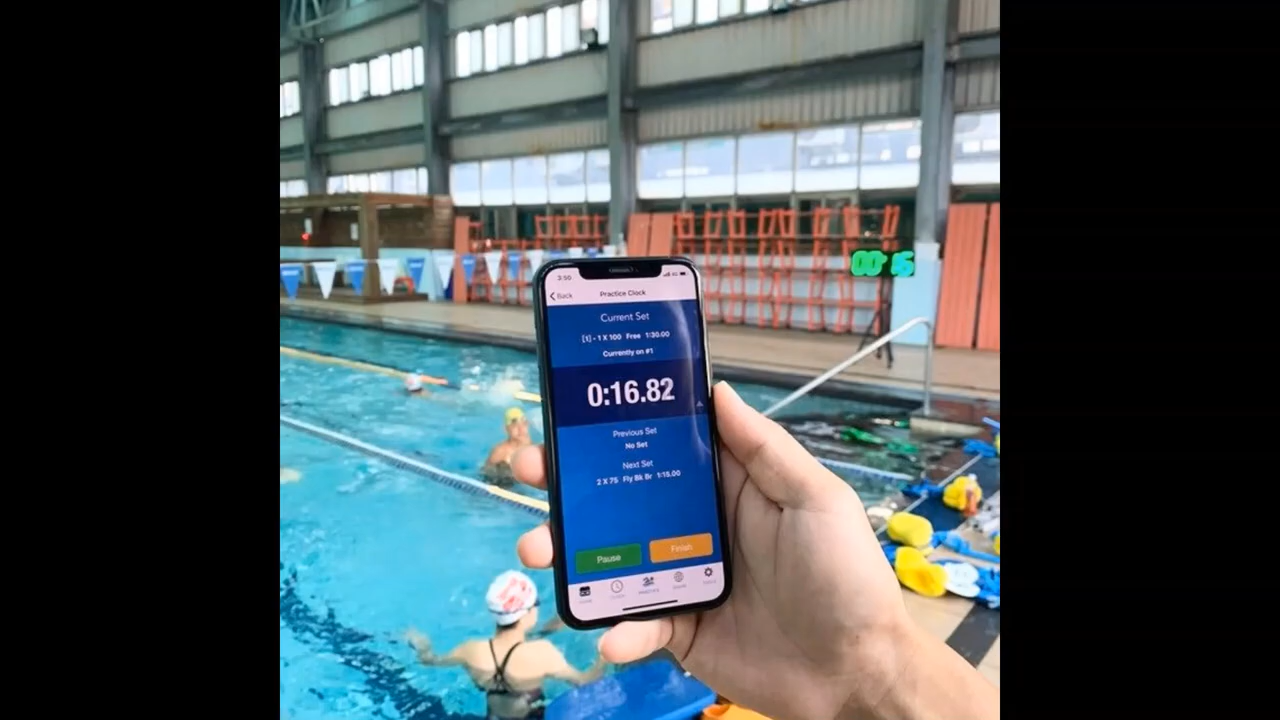 3:50
Back
Practice Clock
Current Set
[1] - 1 X 100 Free 1:30.00
Currently on #1
0:16.82
Previous Set
No Set
Next Set
2 X 75 Fly Bk Br 1:15.00
Pause
Finish
00:16